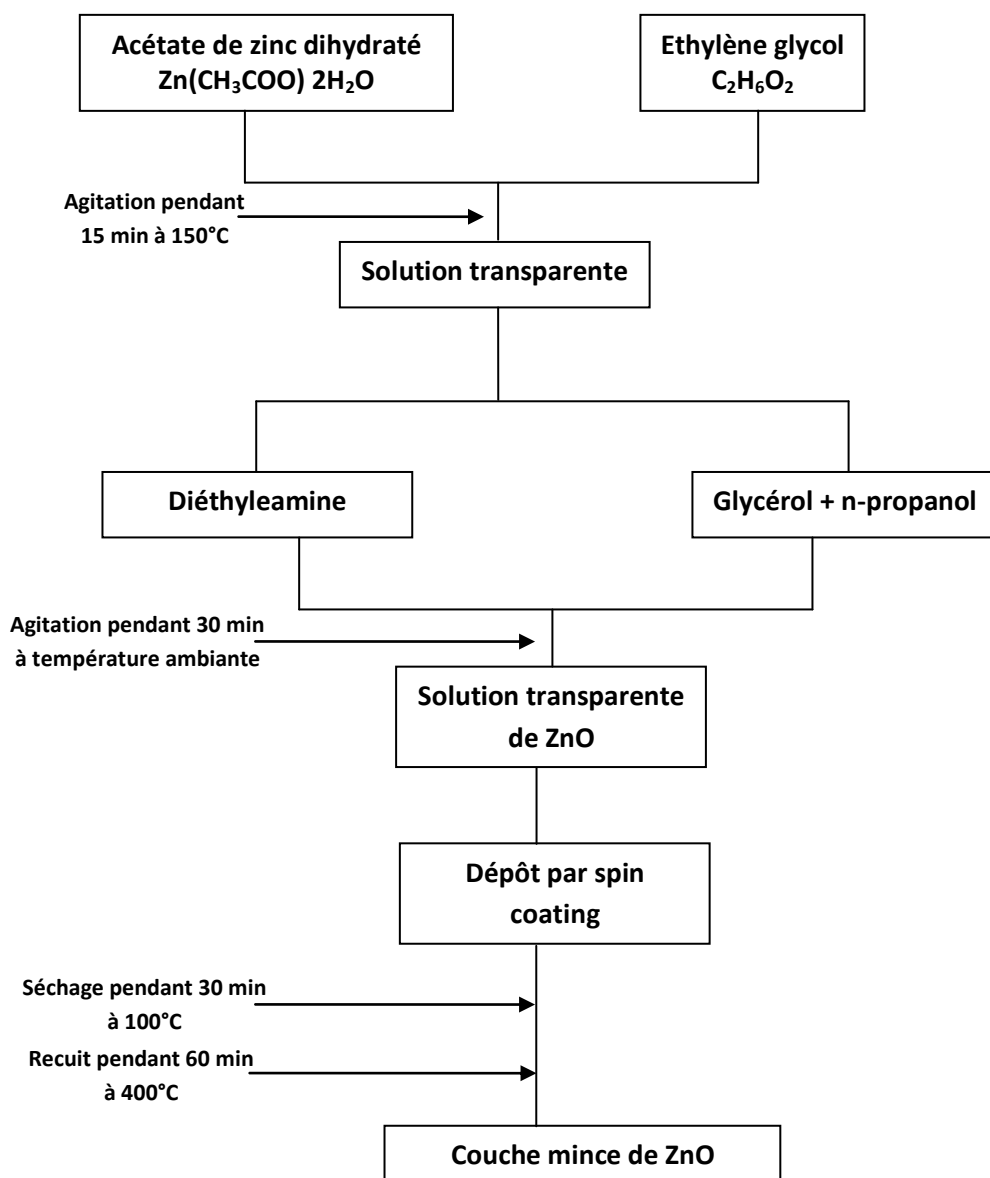 Acétate de zinc dihydraté
Zn(CH₃COO) 2H₂O
Ethylène glycol
C₂H₆O₂
Agitation pendant
15 min à 150°C
Solution transparente
Diéthyleamine
Glycérol + n-propanol
Agitation pendant 30 min
à température ambiante
Solution transparente
de ZnO
Dépôt par spin
coating
Séchage pendant 30 min
à 100°C
Recuit pendant 60 min
à 400°C
Couche mince de ZnO